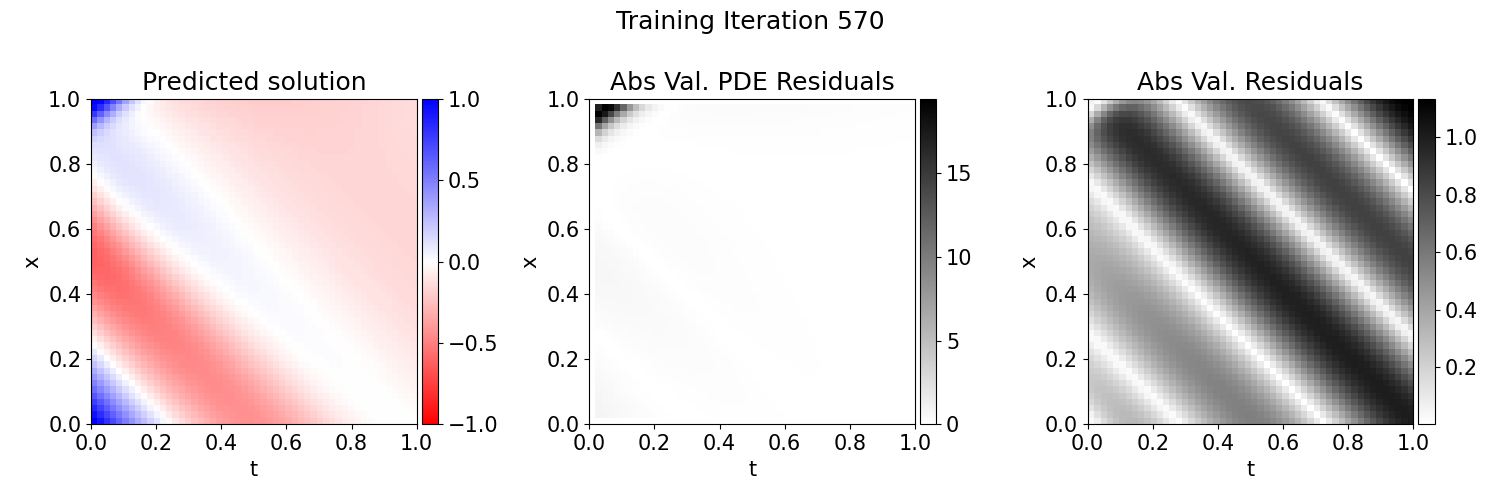 Training Iteration 570
Predicted solution
1.0
0.8
0.6
0.4
0.2
0.0
x
0.0 0.2 0.4 0.6 0.8 1.0
t
1.0
0.5
0.0
−0.5
−1.0
Abs Val. PDE Residuals
1.0
0.8
0.6
0.4
0.2
0.0
x
0.0 0.2 0.4 0.6 0.8 1.0
t
15
10
5
0
Abs Val. Residuals
1.0
0.8
0.6
0.4
0.2
0.0
x
0.0 0.2 0.4 0.6 0.8 1.0
t
1.0
0.8
0.6
0.4
0.2